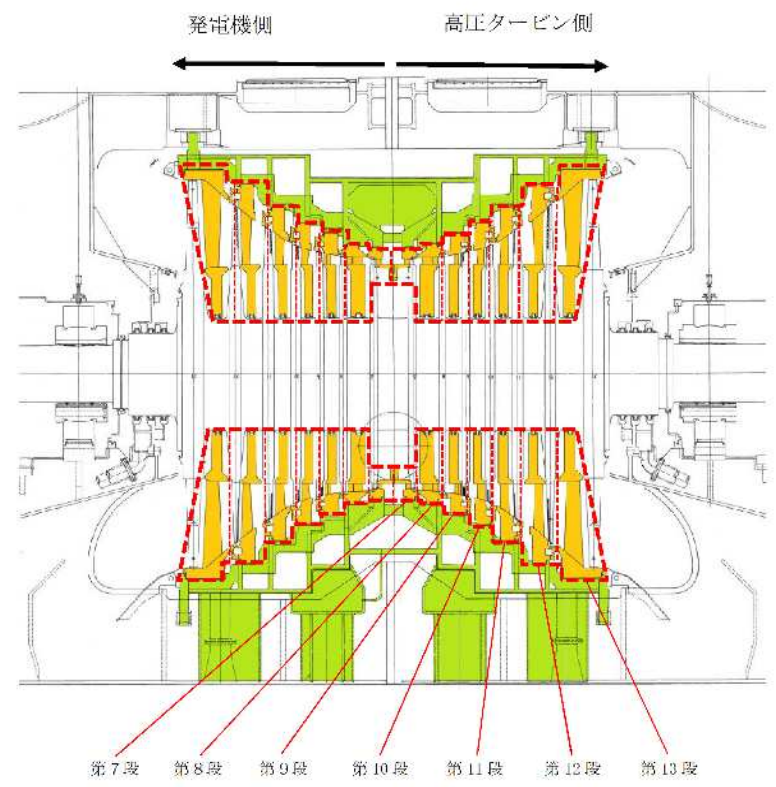 発電機側
高圧タービン側
第7段
第8段
第9段
第10段
第11段
第12段
第13段